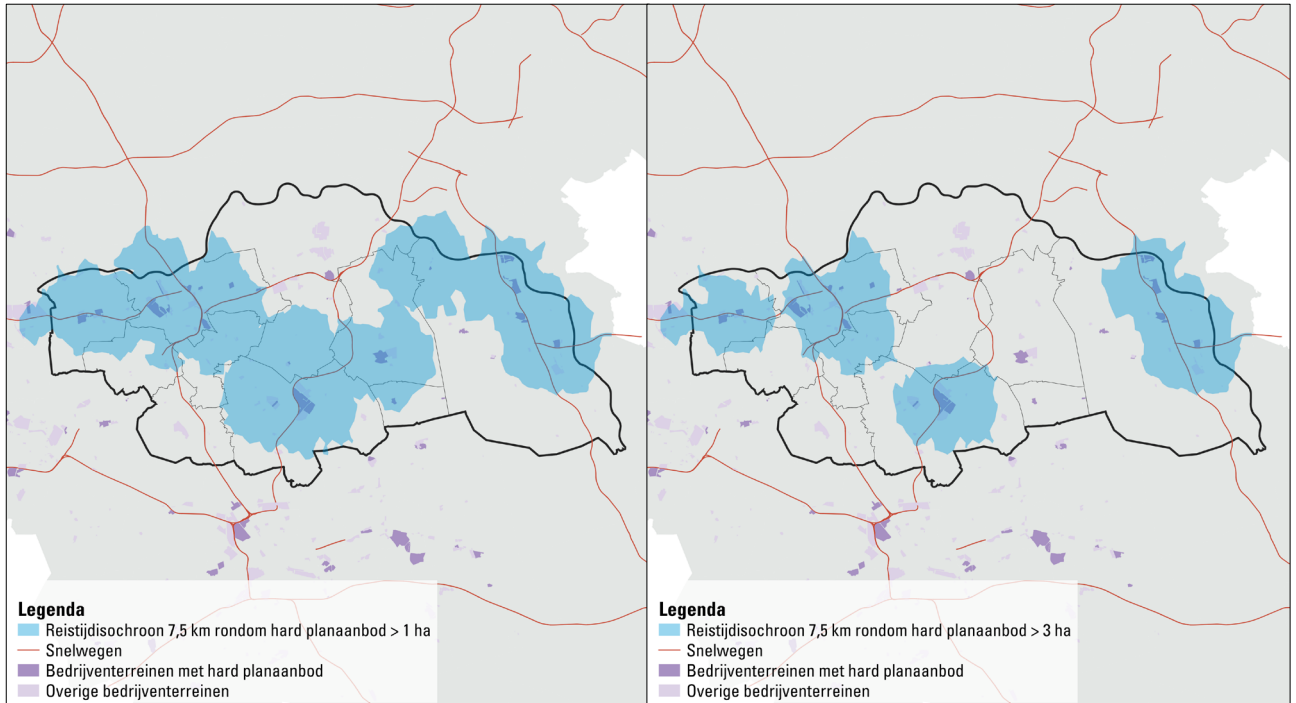 Legenda
Reistijdisochroon 7,5 km rondom hard planaanbod > 1 ha
Snelwegen
Bedrijventerreinen met hard planaanbod
Overige bedrijventerreinen
Legenda
Reistijdisochroon 7,5 km rondom hard planaanbod > 3 ha
Snelwegen
Bedrijventerreinen met hard planaanbod
Overige bedrijventerreinen